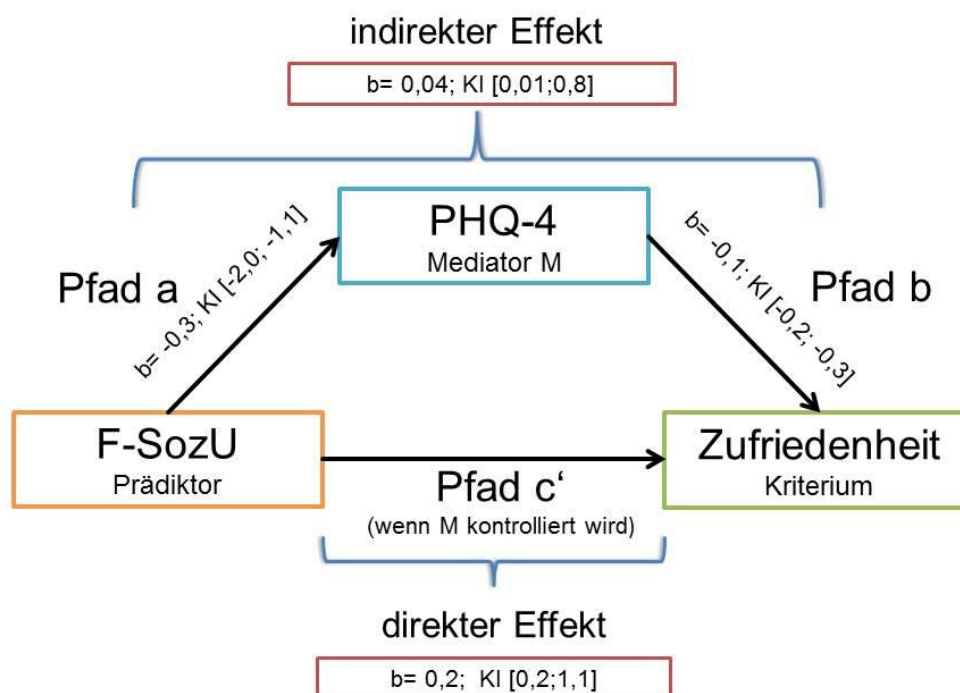 indirekter Effekt
b= 0,04; KI [0,01;0,8]
PHQ-4
Mediator M
Pfad a
b= -0,3; KI [-2,0; -1,1]
b= -0,1; KI [-0,2; -0,3]
Pfad b
F-SozU
Prädiktor
Zufriedenheit
Kriterium
Pfad c‘
(wenn M kontrolliert wird)
direkter Effekt
b= 0,2;  KI [0,2;1,1]